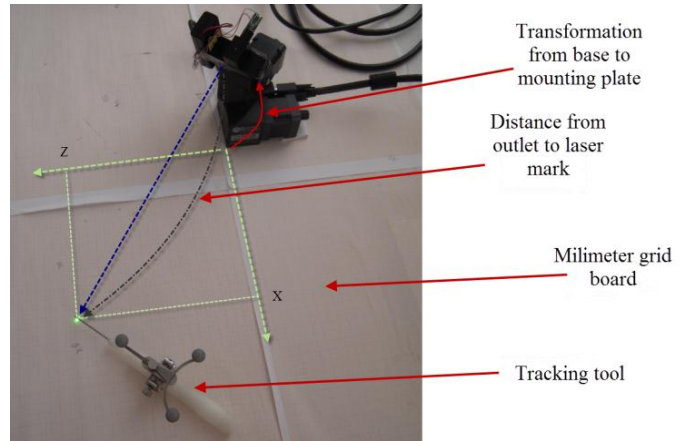 Transformation
from base to
mounting plate
Distance from
outlet to laser
mark
Z
Milimeter grid
board
X
Tracking tool